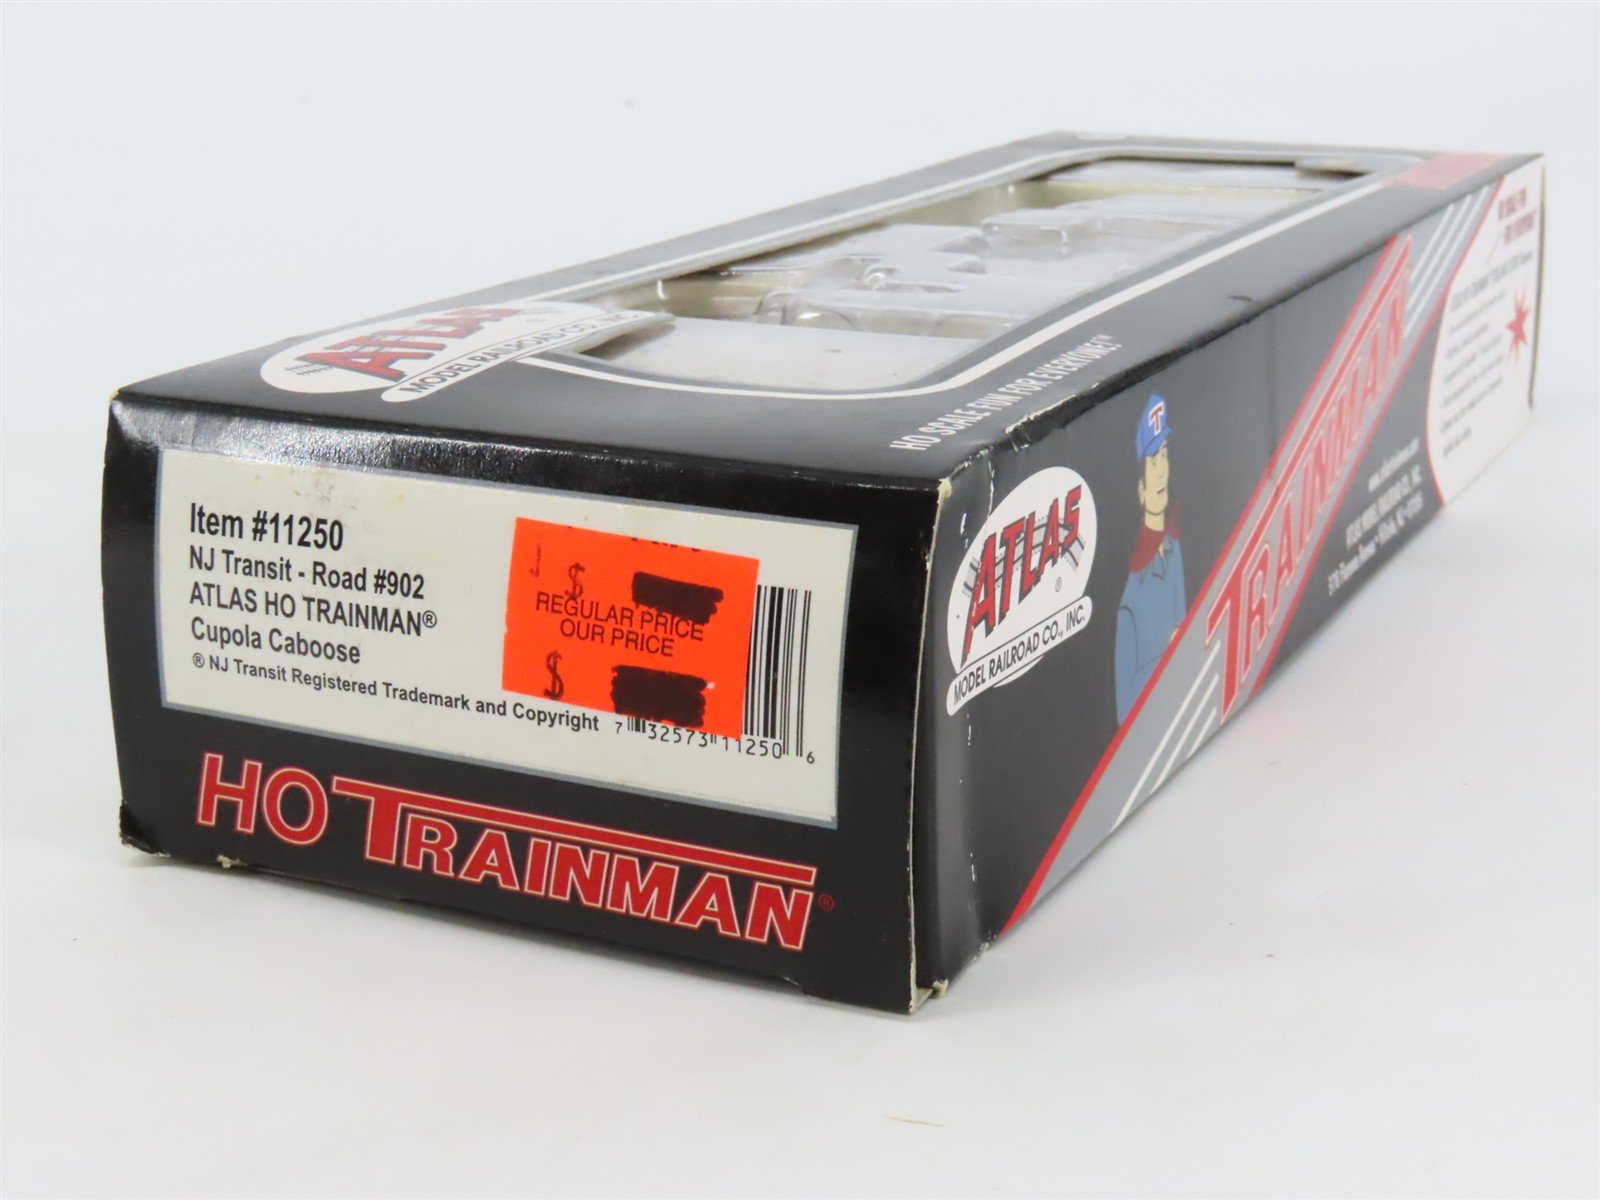 ATLAS
MODEL RAILROAD CO., INC.
HO SCALE FUN FOR EVERYONE!™
Item #11250
NJ Transit - Road #902
ATLAS HO TRAINMAN®
Cupola Caboose
® NJ Transit Registered Trademark and Copyright
$
REGULAR PRICE
OUR PRICE
$
7 32573 11250 6
HO TRAINMAN®
ATLAS®
MODEL RAILROAD CO., INC.
T
TRAINMAN